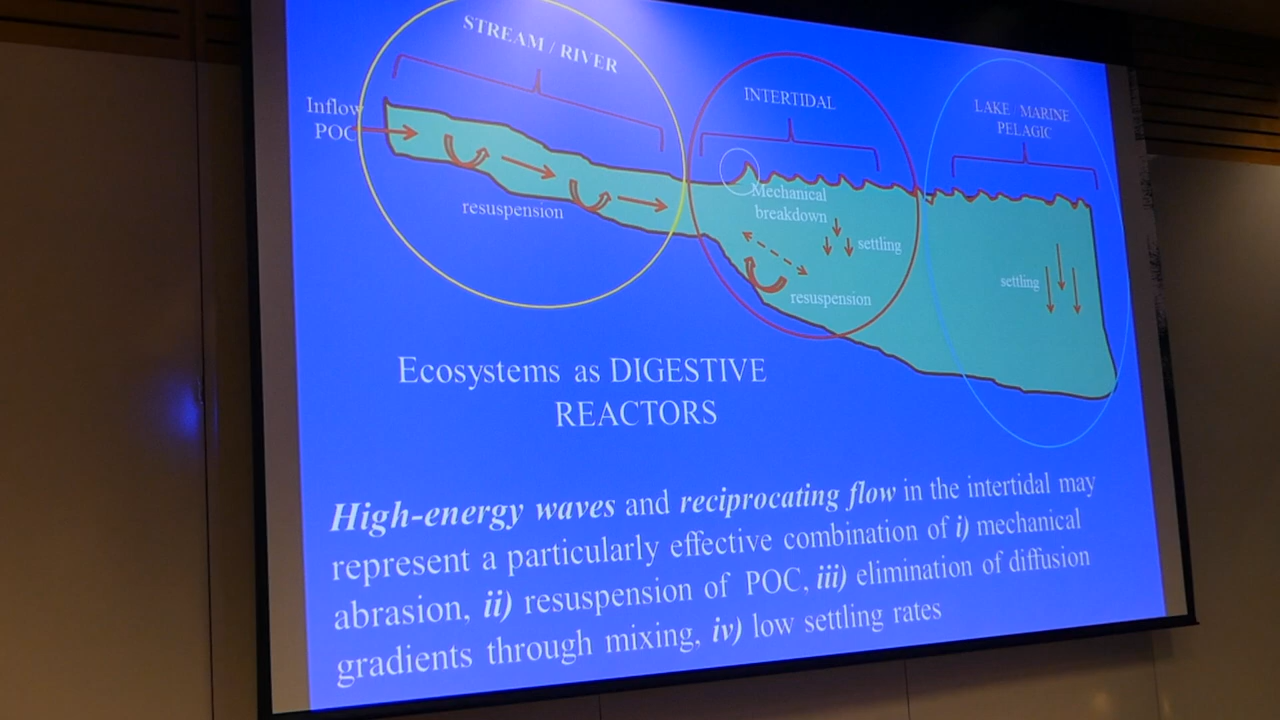 STREAM / RIVER
Inflow
POC
resuspension
INTERTIDAL
Mechanical
breakdown
settling
resuspension
LAKE / MARINE
PELAGIC
settling
Ecosystems as DIGESTIVE
REACTORS
High-energy waves and reciprocating flow in the intertidal may
represent a particularly effective combination of i) mechanical
abrasion, ii) resuspension of POC, iii) elimination of diffusion
gradients through mixing, iv) low settling rates